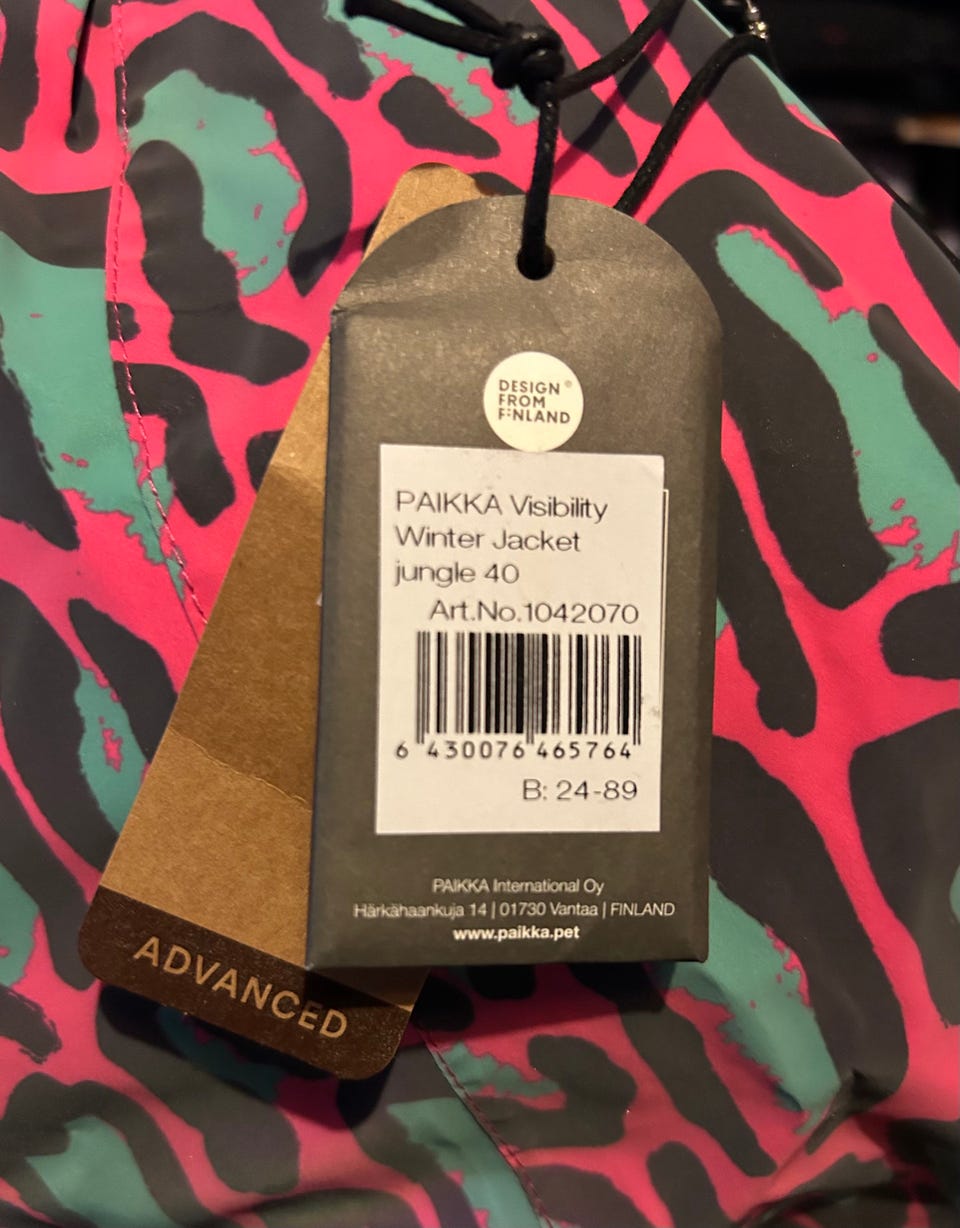 DESIGN ®
FROM
FINLAND
PAIKKA Visibility
Winter Jacket
jungle 40
Art.No.1042070
6 430076 465764
B: 24-89
PAIKKA International Oy
Härkähaankuja 14 | 01730 Vantaa | FINLAND
www.paikka.pet
ADVANCED